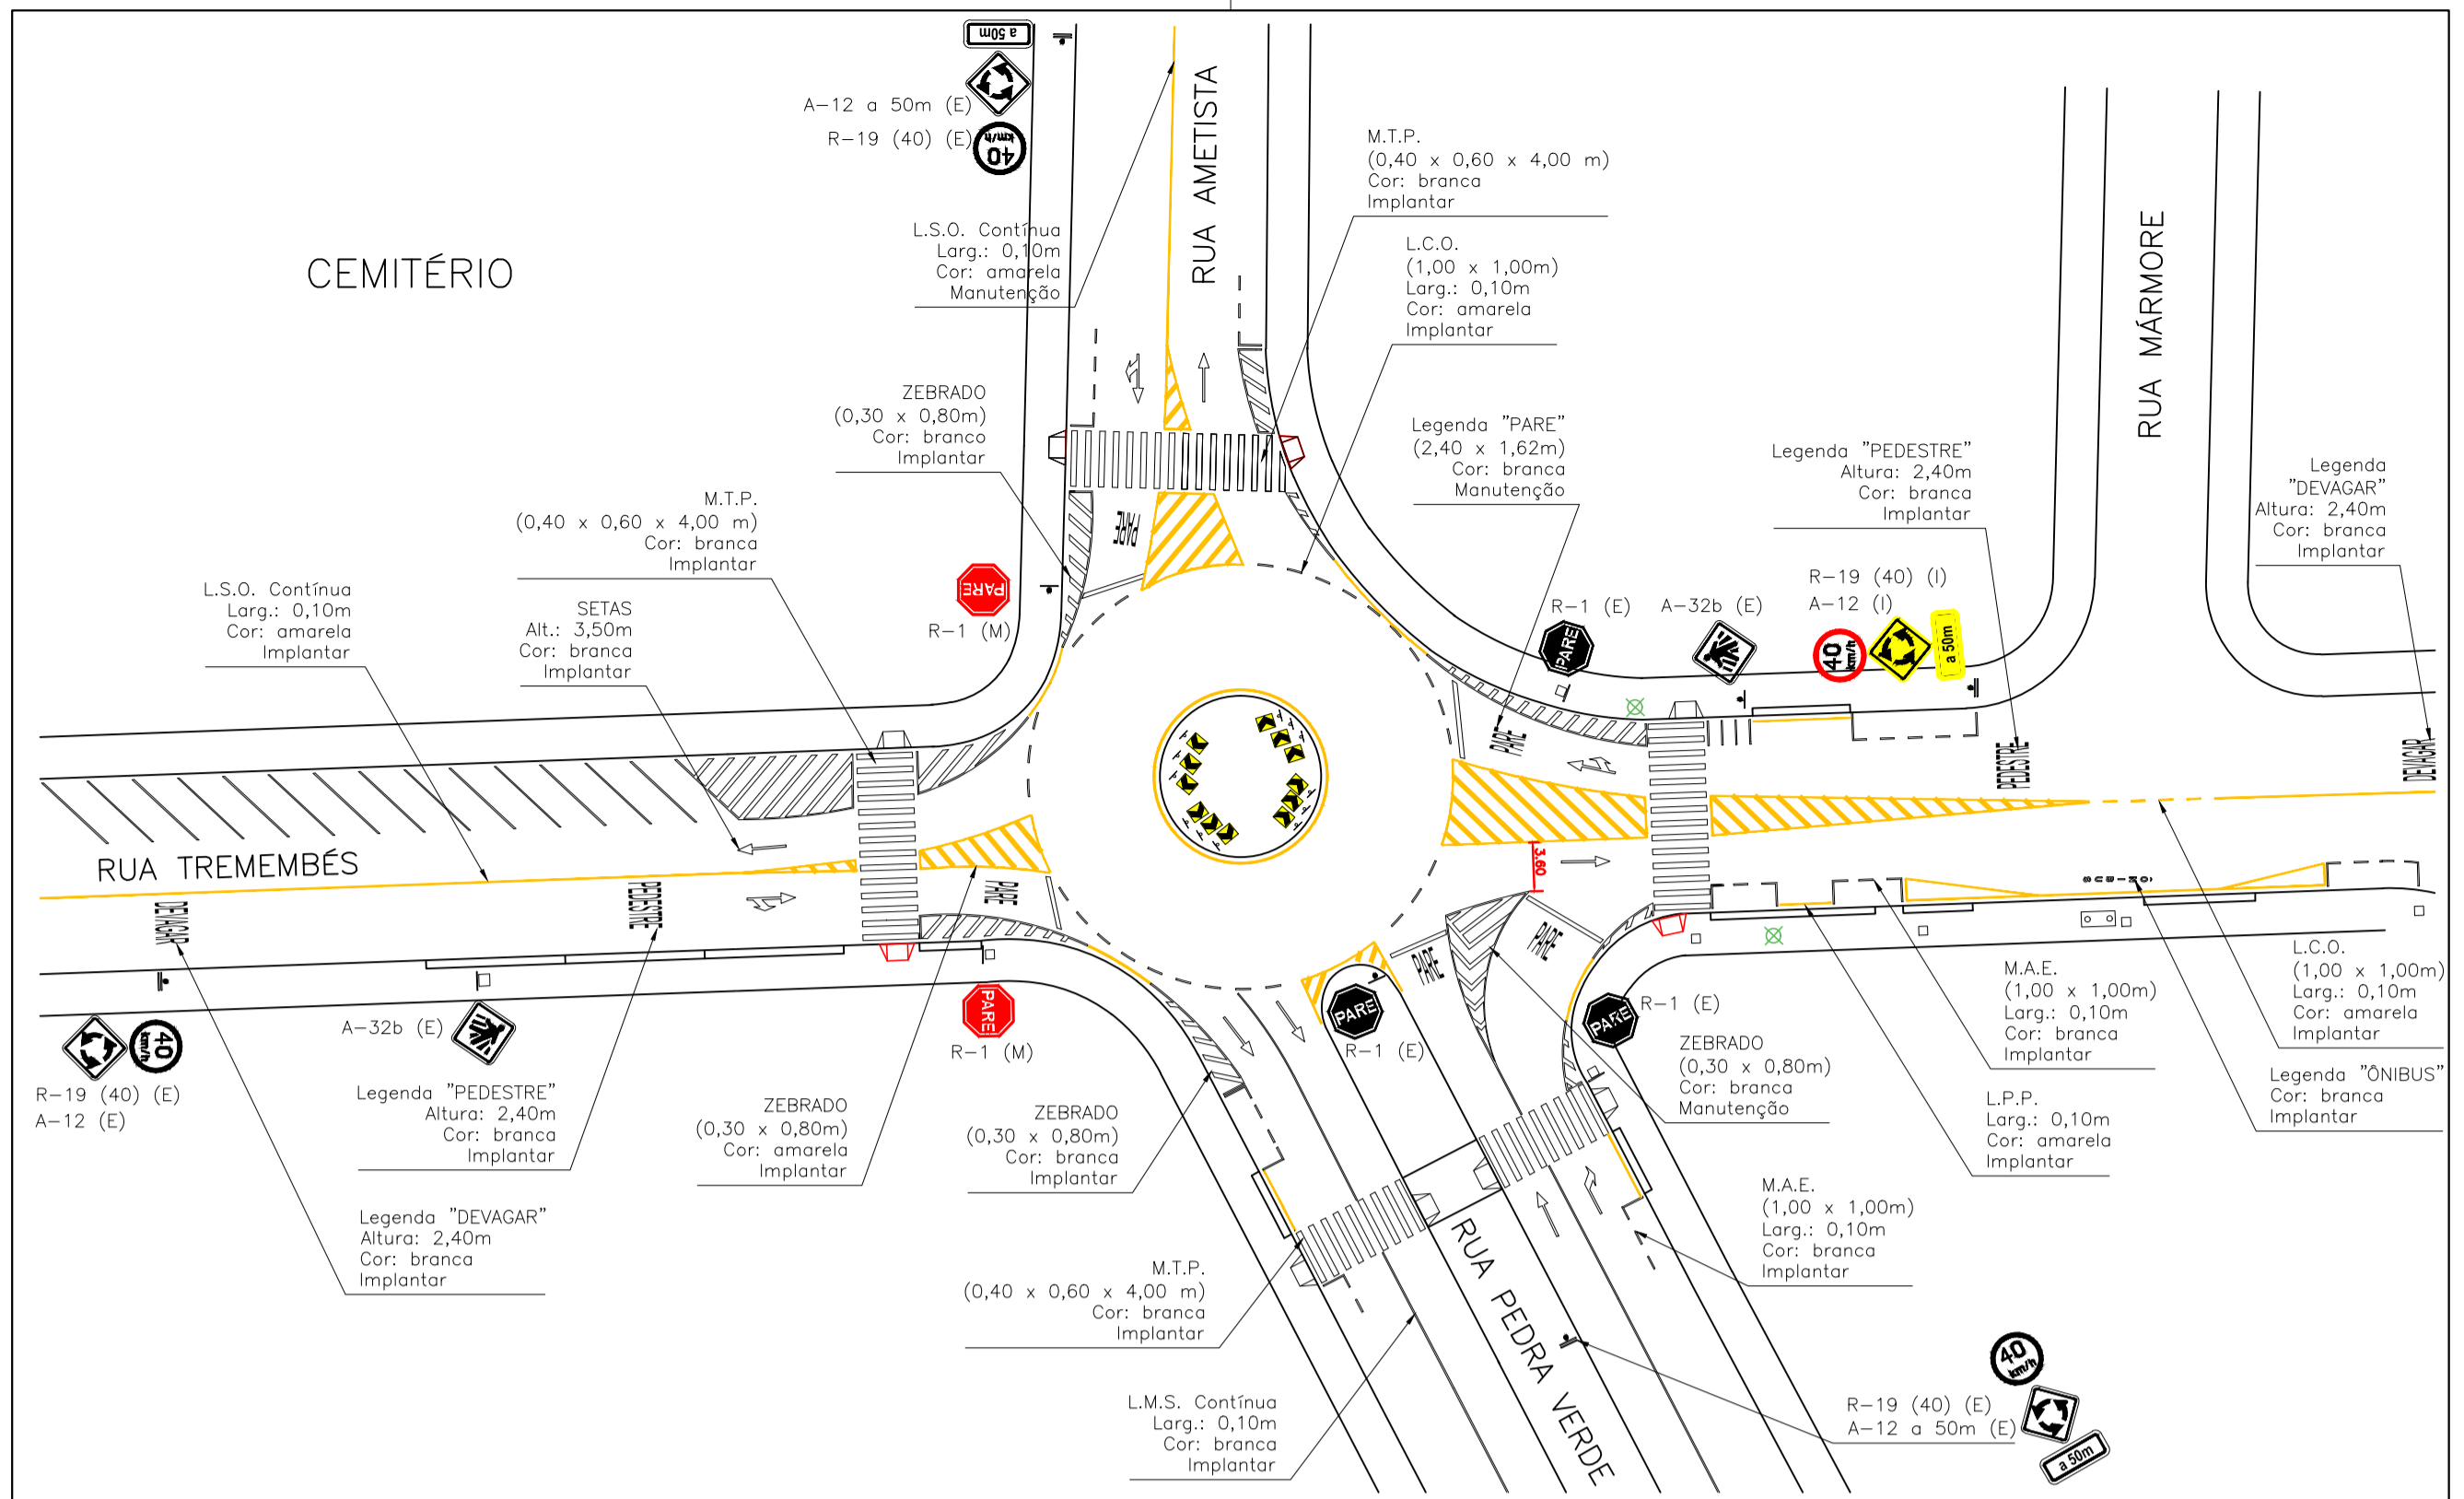 a 50m
A-12 a 50m (E)
R-19 (40) (E)
40
km/h
RUA AMETISTA
M.T.P.
(0,40 x 0,60 x 4,00 m)
Cor: branca
Implantar
L.S.O. Contínua
Larg.: 0,10m
Cor: amarela
Manutenção
L.C.O.
(1,00 x 1,00m)
Larg.: 0,10m
Cor: amarela
Implantar
CEMITÉRIO
RUA MÁRMORE
ZEBRADO
(0,30 x 0,80m)
Cor: branco
Implantar
Legenda "PARE"
(2,40 x 1,62m)
Cor: branca
Manutenção
Legenda "PEDESTRE"
Altura: 2,40m
Cor: branca
Implantar
Legenda
"DEVAGAR"
Altura: 2,40m
Cor: branca
Implantar
M.T.P.
(0,40 x 0,60 x 4,00 m)
Cor: branca
Implantar
PARE
L.S.O. Contínua
Larg.: 0,10m
Cor: amarela
Implantar
SETAS
Alt.: 3,50m
Cor: branca
Implantar
PARE
R-1 (M)
R-1 (E)
PARE
A-32b (E)
R-19 (40) (I)
A-12 (I)
40
km/h
a 50m
PARE
PEDESTRE
DEVAGAR
RUA TREMEMBÉS
3.60
DEVAGAR
PEDESTRE
PARE
PARE
PARE
ÔNIBUS
PARE
R-1 (M)
PARE
R-1 (E)
PARE
R-1 (E)
40
km/h
R-19 (40) (E)
A-12 (E)
A-32b (E)
Legenda "PEDESTRE"
Altura: 2,40m
Cor: branca
Implantar
Legenda "DEVAGAR"
Altura: 2,40m
Cor: branca
Implantar
ZEBRADO
(0,30 x 0,80m)
Cor: amarela
Implantar
ZEBRADO
(0,30 x 0,80m)
Cor: branca
Implantar
ZEBRADO
(0,30 x 0,80m)
Cor: branca
Manutenção
M.A.E.
(1,00 x 1,00m)
Larg.: 0,10m
Cor: branca
Implantar
L.C.O.
(1,00 x 1,00m)
Larg.: 0,10m
Cor: amarela
Implantar
Legenda "ÔNIBUS"
Cor: branca
Implantar
L.P.P.
Larg.: 0,10m
Cor: amarela
Implantar
M.A.E.
(1,00 x 1,00m)
Larg.: 0,10m
Cor: branca
Implantar
M.T.P.
(0,40 x 0,60 x 4,00 m)
Cor: branca
Implantar
RUA PEDRA VERDE
L.M.S. Contínua
Larg.: 0,10m
Cor: branca
Implantar
40
km/h
R-19 (40) (E)
A-12 a 50m (E)
a 50m